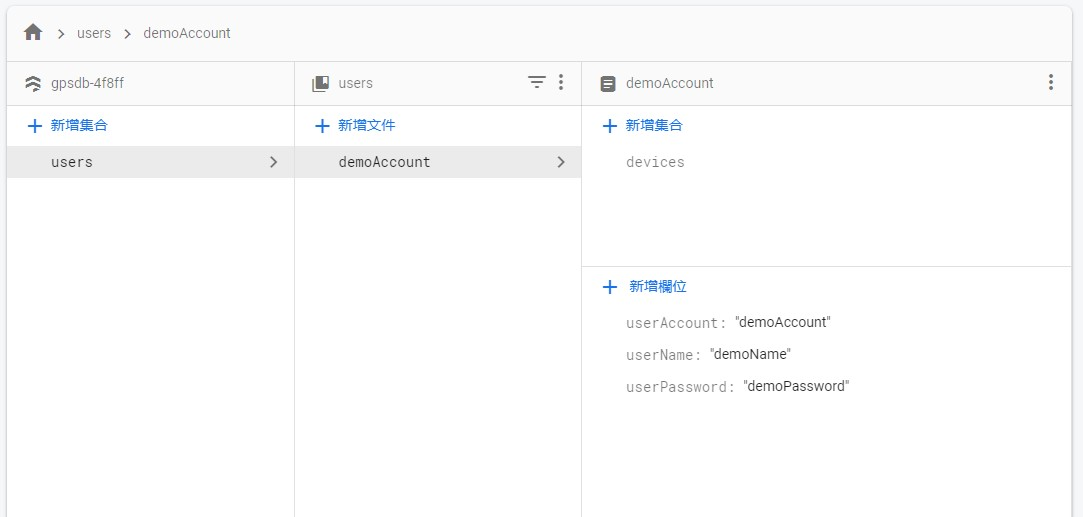 users demoAccount
gpsdb-4f8ff
新增集合
users
users
新增文件
demoAccount
demoAccount
新增集合
devices
新增欄位
userAccount: "demoAccount"
userName: "demoName"
userPassword: "demoPassword"